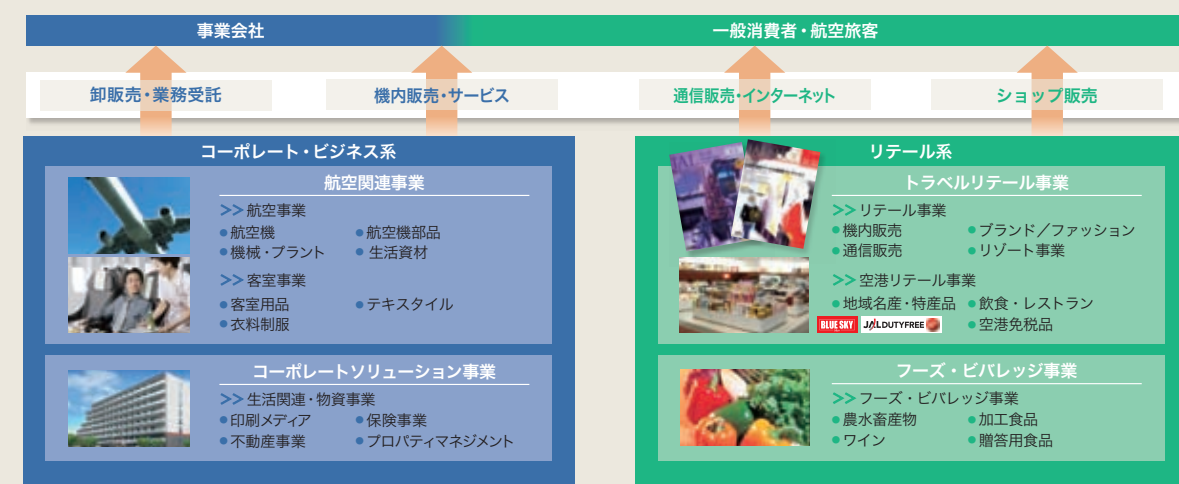 事業会社
一般消費者・航空旅客
卸販売・業務受託
機内販売・サービス
通信販売・インターネット
ショップ販売
コーポレート・ビジネス系
航空関連事業
>>航空事業
●航空機 ●航空機部品
●機械・プラント ●生活資材
>>客室事業
●客室用品 ●テキスタイル
●衣料制服
コーポレートソリューション事業
>>生活関連・物資事業
●印刷メディア ●保険事業
●不動産事業 ●プロパティマネジメント
リテール系
トラベルリテール事業
>>リテール事業
●機内販売 ●ブランド／ファッション
●通信販売 ●リゾート事業
>>空港リテール事業
●地域名産・特産品 ●飲食・レストラン
BLUE SKY JALDUTYFREE ●空港免税品
フーズ・ビバレッジ事業
>>フーズ・ビバレッジ事業
●農水畜産物 ●加工食品
●ワイン ●贈答用食品